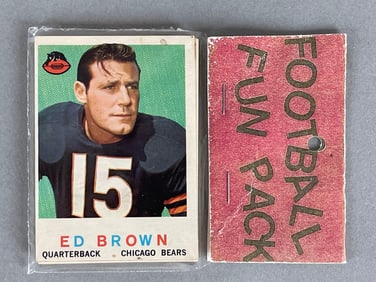 15
ED BROWN
QUARTERBACK CHICAGO BEARS
FOOTBALL
FUN PACK